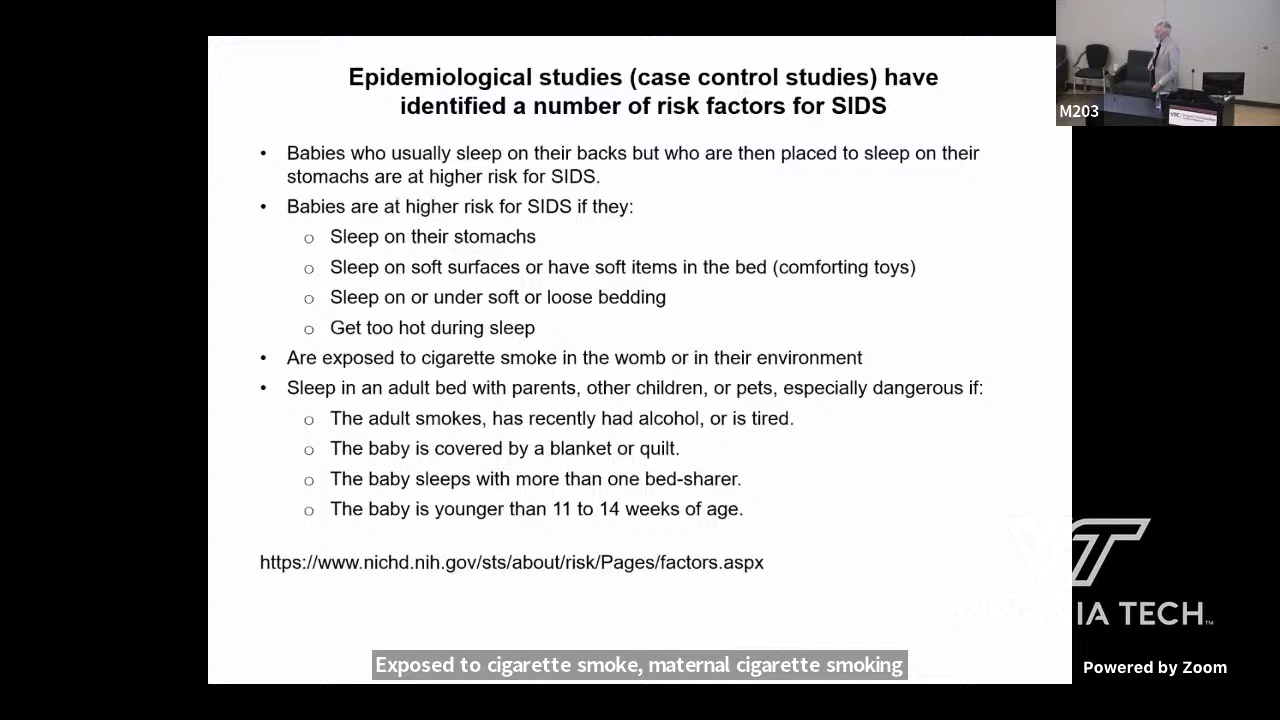 Epidemiological studies (case control studies) have
identified a number of risk factors for SIDS
• Babies who usually sleep on their backs but who are then placed to sleep on their
stomachs are at higher risk for SIDS.
• Babies are at higher risk for SIDS if they:
○ Sleep on their stomachs
○ Sleep on soft surfaces or have soft items in the bed (comforting toys)
○ Sleep on or under soft or loose bedding
○ Get too hot during sleep
• Are exposed to cigarette smoke in the womb or in their environment
• Sleep in an adult bed with parents, other children, or pets, especially dangerous if:
○ The adult smokes, has recently had alcohol, or is tired.
○ The baby is covered by a blanket or quilt.
○ The baby sleeps with more than one bed-sharer.
○ The baby is younger than 11 to 14 weeks of age.
https://www.nichd.nih.gov/sts/about/risk/Pages/factors.aspx
M203
VT
VIRGINIA TECH™
Exposed to cigarette smoke, maternal cigarette smoking
Powered by Zoom